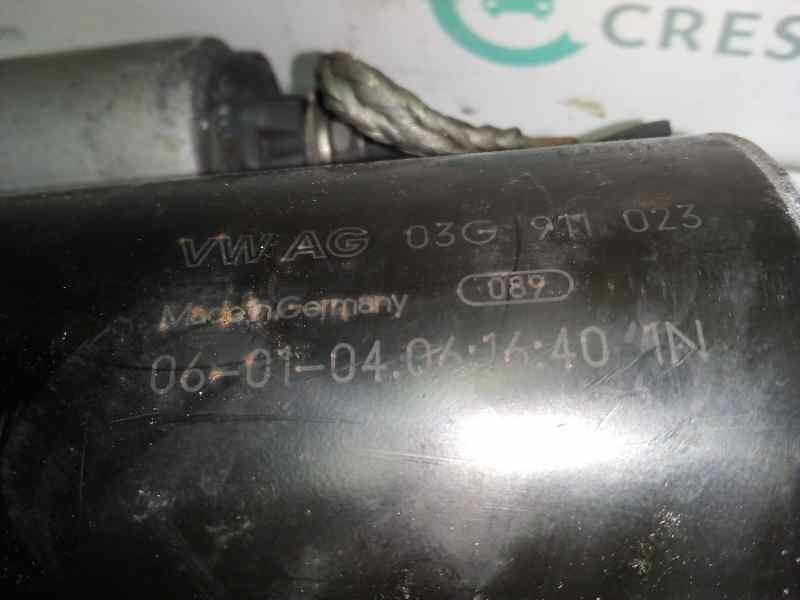 CRES
VW AG 03G 911 023
Made in Germany 089
06-01-04.06:16:40 1N